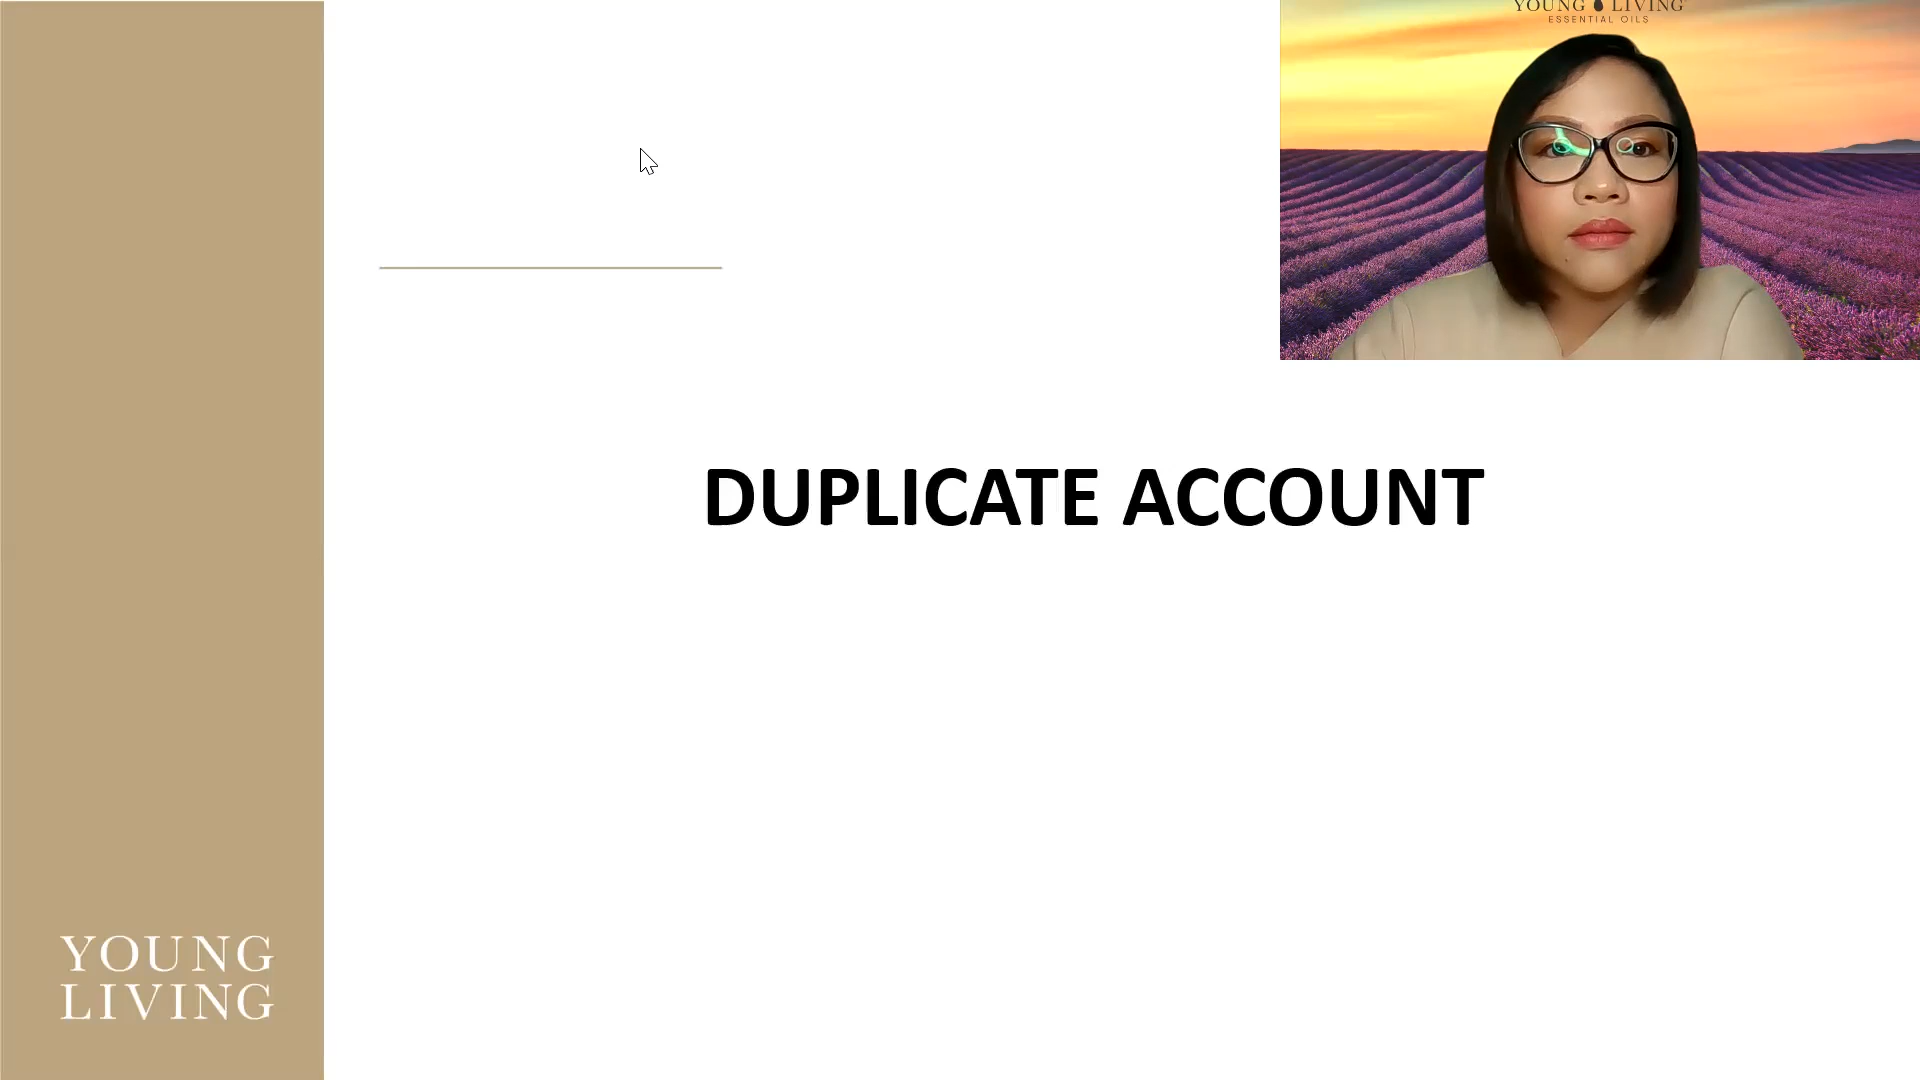 YOUNG LIVING
ESSENTIAL OILS
DUPLICATE ACCOUNT
YOUNG
LIVING